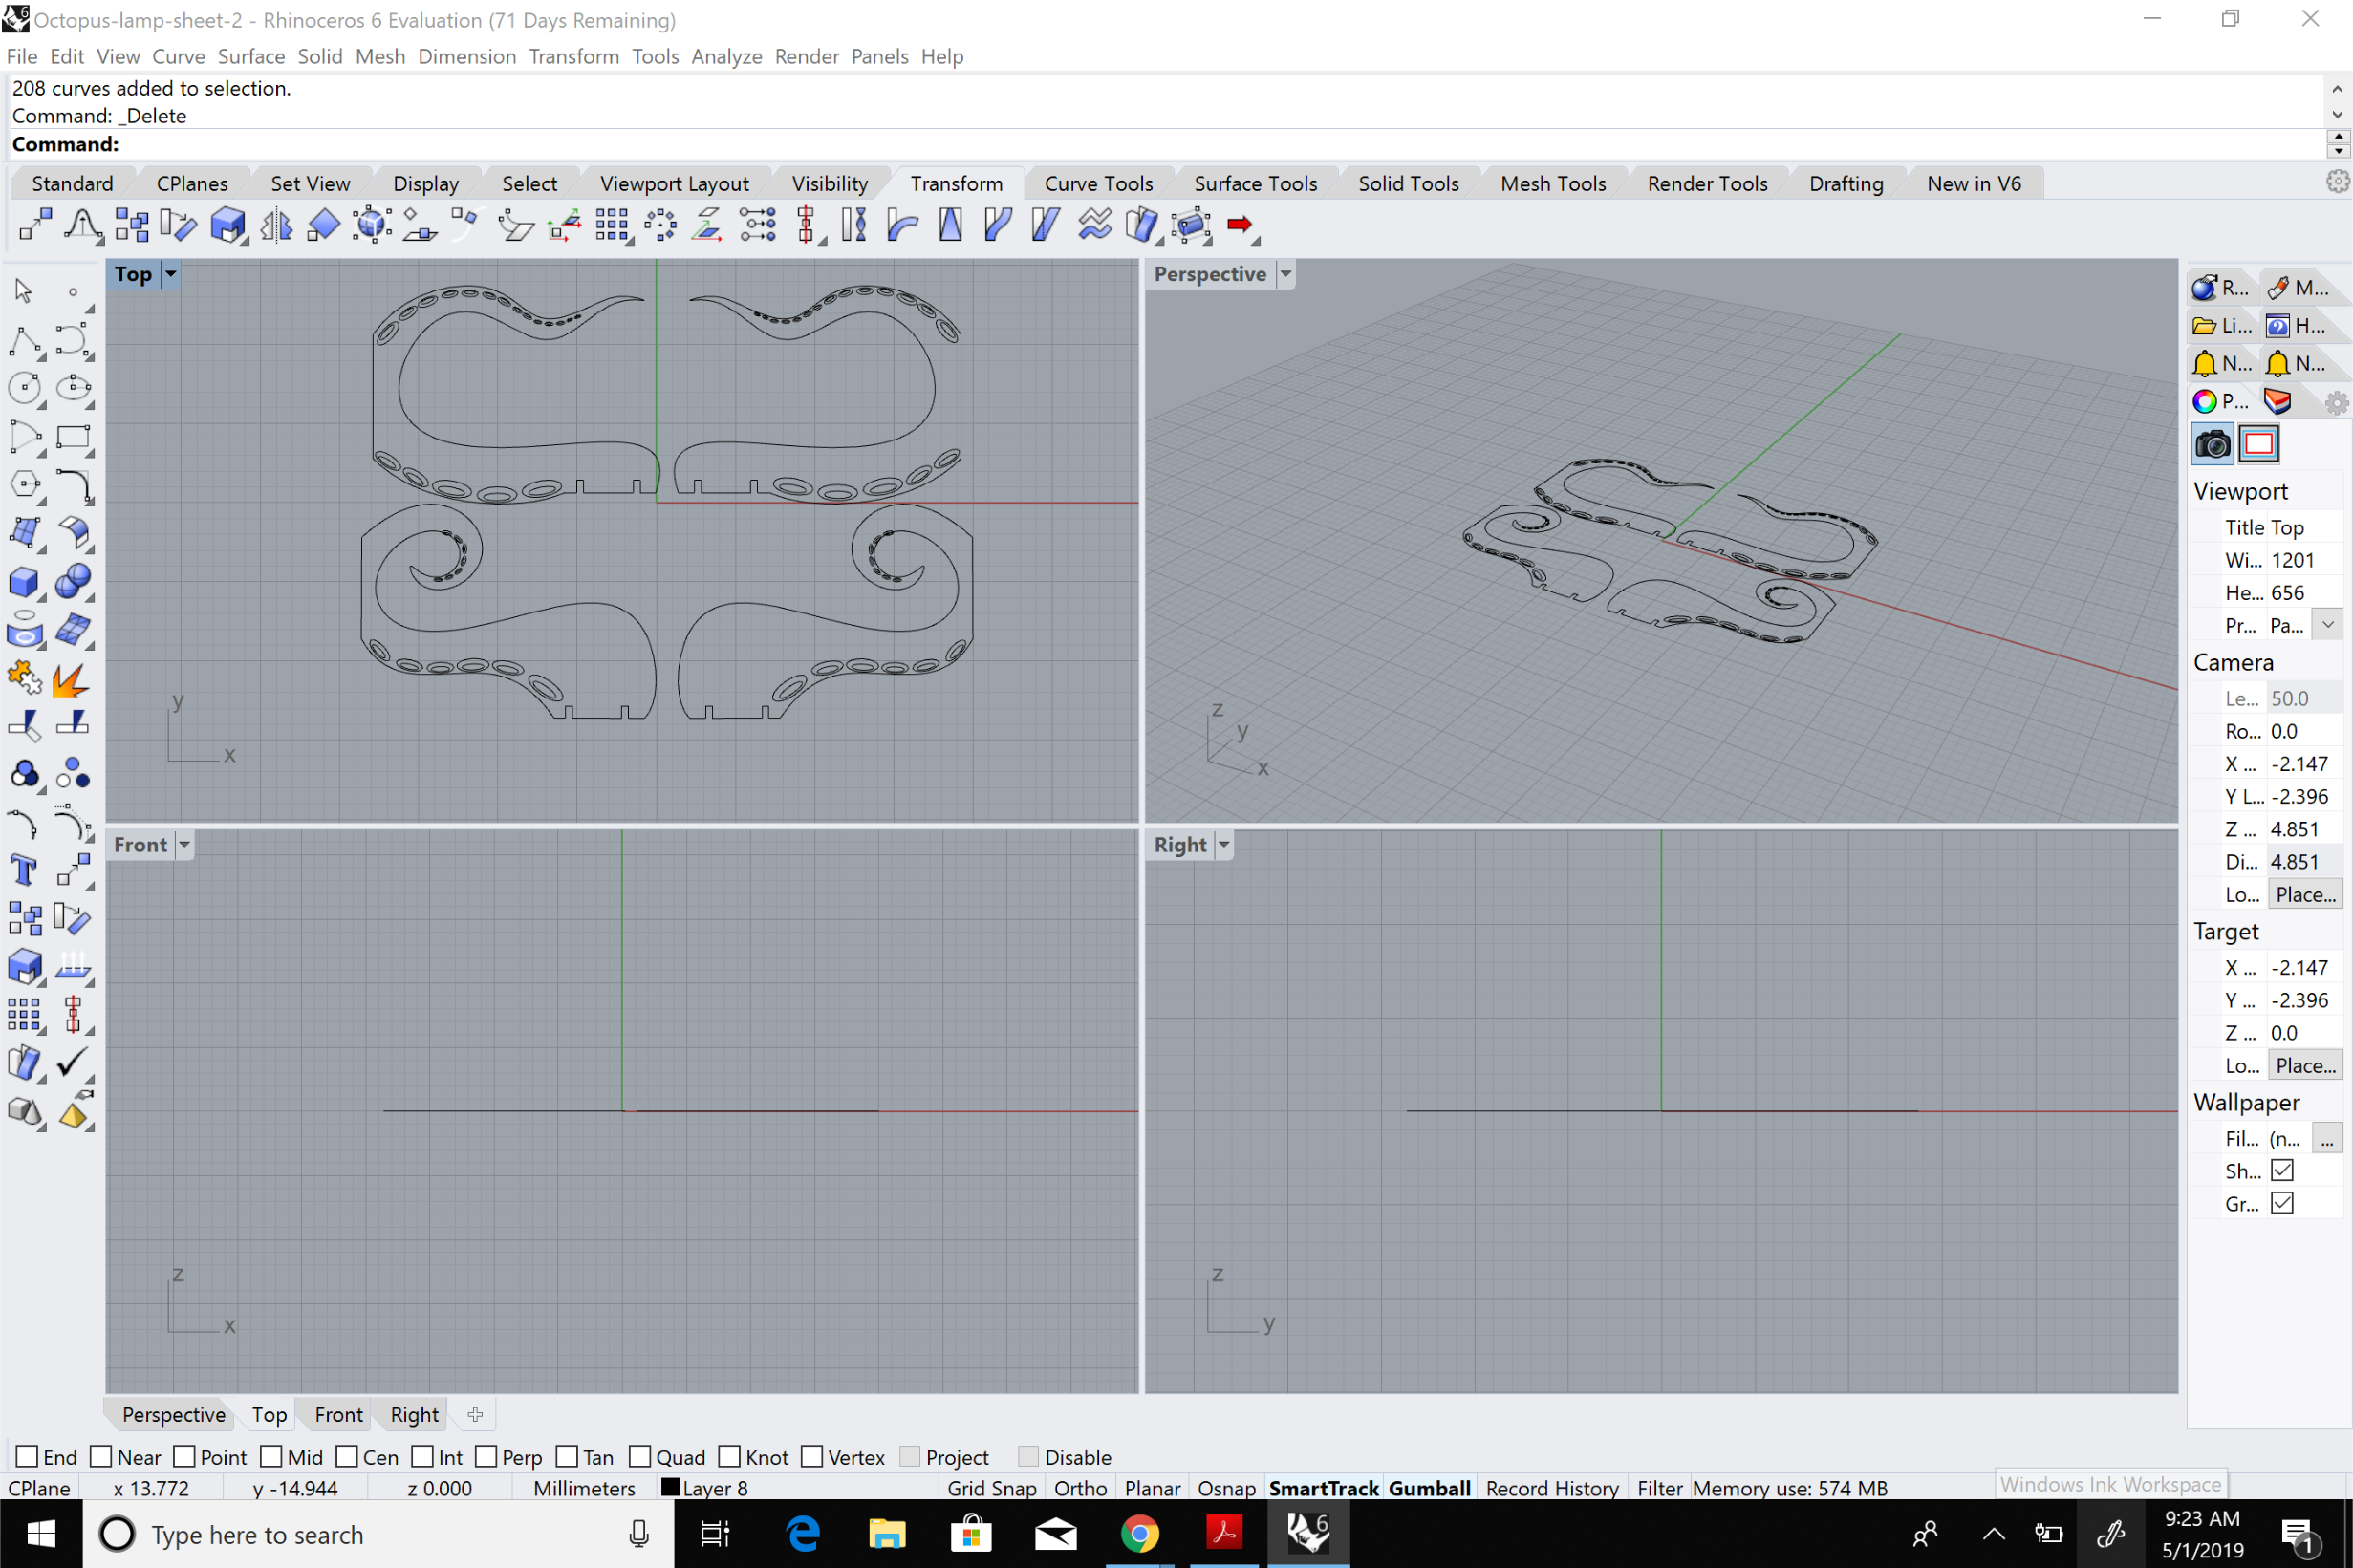 Octopus-lamp-sheet-2 - Rhinoceros 6 Evaluation (71 Days Remaining)
File Edit View Curve Surface Solid Mesh Dimension Transform Tools Analyze Render Panels Help
208 curves added to selection.
Command: _Delete
Command:
Standard CPlanes Set View Display Select Viewport Layout Visibility Transform Curve Tools Surface Tools Solid Tools Mesh Tools Render Tools Drafting New in V6
Top
Perspective
R... M...
Li... H...
N... N...
P...
Viewport
Title Top
Wi... 1201
He... 656
Pr... Pa...
Camera
Le... 50.0
Ro... 0.0
X ... -2.147
Y L... -2.396
Z ... 4.851
Di... 4.851
Lo... Place...
Target
X ... -2.147
Y ... -2.396
Z ... 0.0
Lo... Place...
Wallpaper
Fil... (n... ...
Sh...
Gr...
y
x
z
y
x
Front
Right
z
x
z
y
Perspective Top Front Right
End Near Point Mid Cen Int Perp Tan Quad Knot Vertex Project Disable
CPlane x 13.772 y -14.944 z 0.000 Millimeters Layer 8 Grid Snap Ortho Planar Osnap SmartTrack Gumball Record History Filter Memory use: 574 MB
Windows Ink Workspace
Type here to search
6
9:23 AM
5/1/2019
1